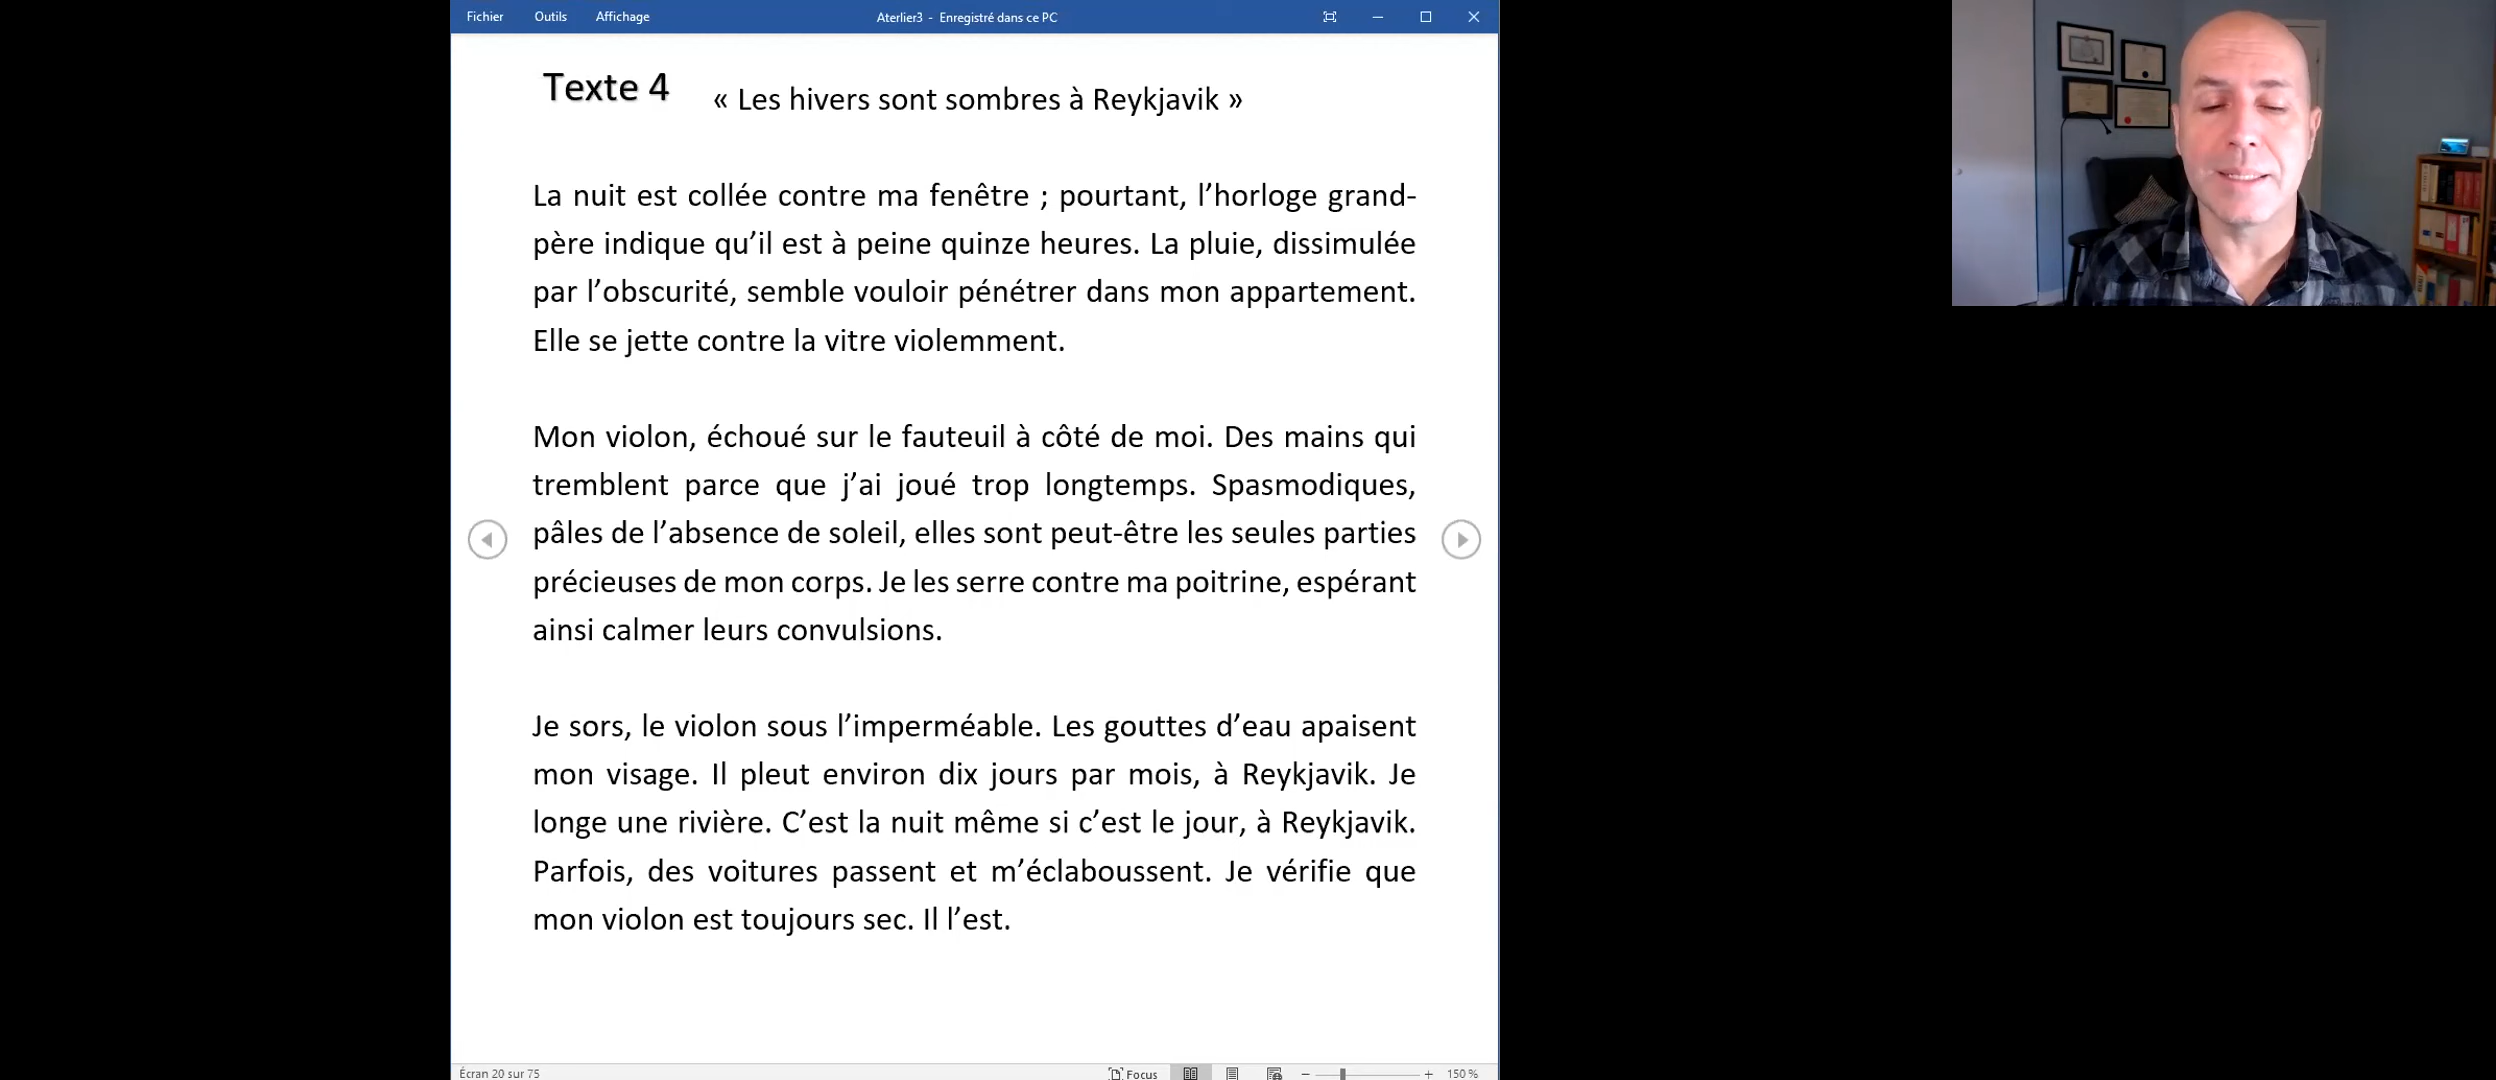 Fichier Outils Affichage Aterlier3 - Enregistré dans ce PC
Texte 4 « Les hivers sont sombres à Reykjavik »
La nuit est collée contre ma fenêtre ; pourtant, l’horloge grand-
père indique qu’il est à peine quinze heures. La pluie, dissimulée
par l’obscurité, semble vouloir pénétrer dans mon appartement.
Elle se jette contre la vitre violemment.
Mon violon, échoué sur le fauteuil à côté de moi. Des mains qui
tremblent parce que j’ai joué trop longtemps. Spasmodiques,
pâles de l’absence de soleil, elles sont peut-être les seules parties
précieuses de mon corps. Je les serre contre ma poitrine, espérant
ainsi calmer leurs convulsions.
Je sors, le violon sous l’imperméable. Les gouttes d’eau apaisent
mon visage. Il pleut environ dix jours par mois, à Reykjavik. Je
longe une rivière. C’est la nuit même si c’est le jour, à Reykjavik.
Parfois, des voitures passent et m’éclaboussent. Je vérifie que
mon violon est toujours sec. Il l’est.
Écran 20 sur 75 Focus 150 %